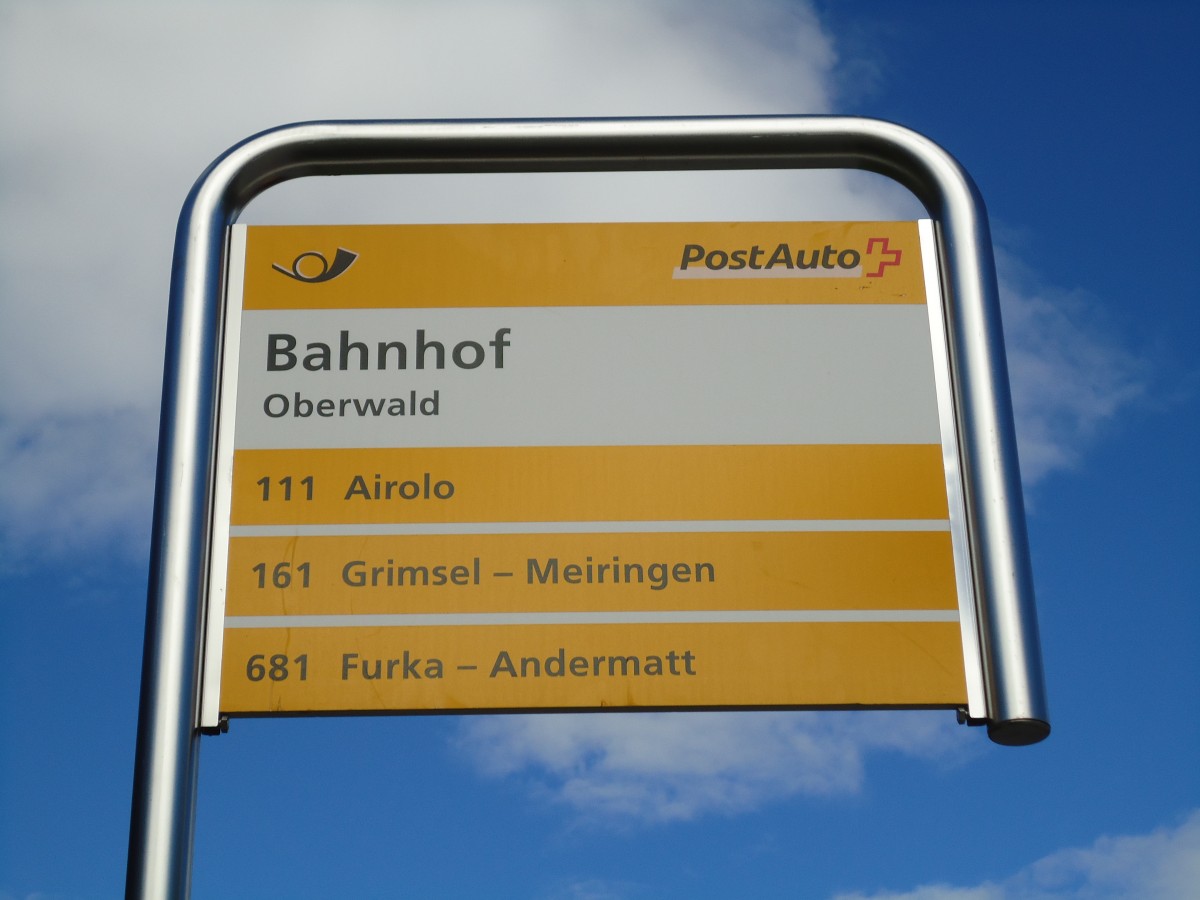 PostAuto
Bahnhof
Oberwald
111 Airolo
161 Grimsel – Meiringen
681 Furka – Andermatt